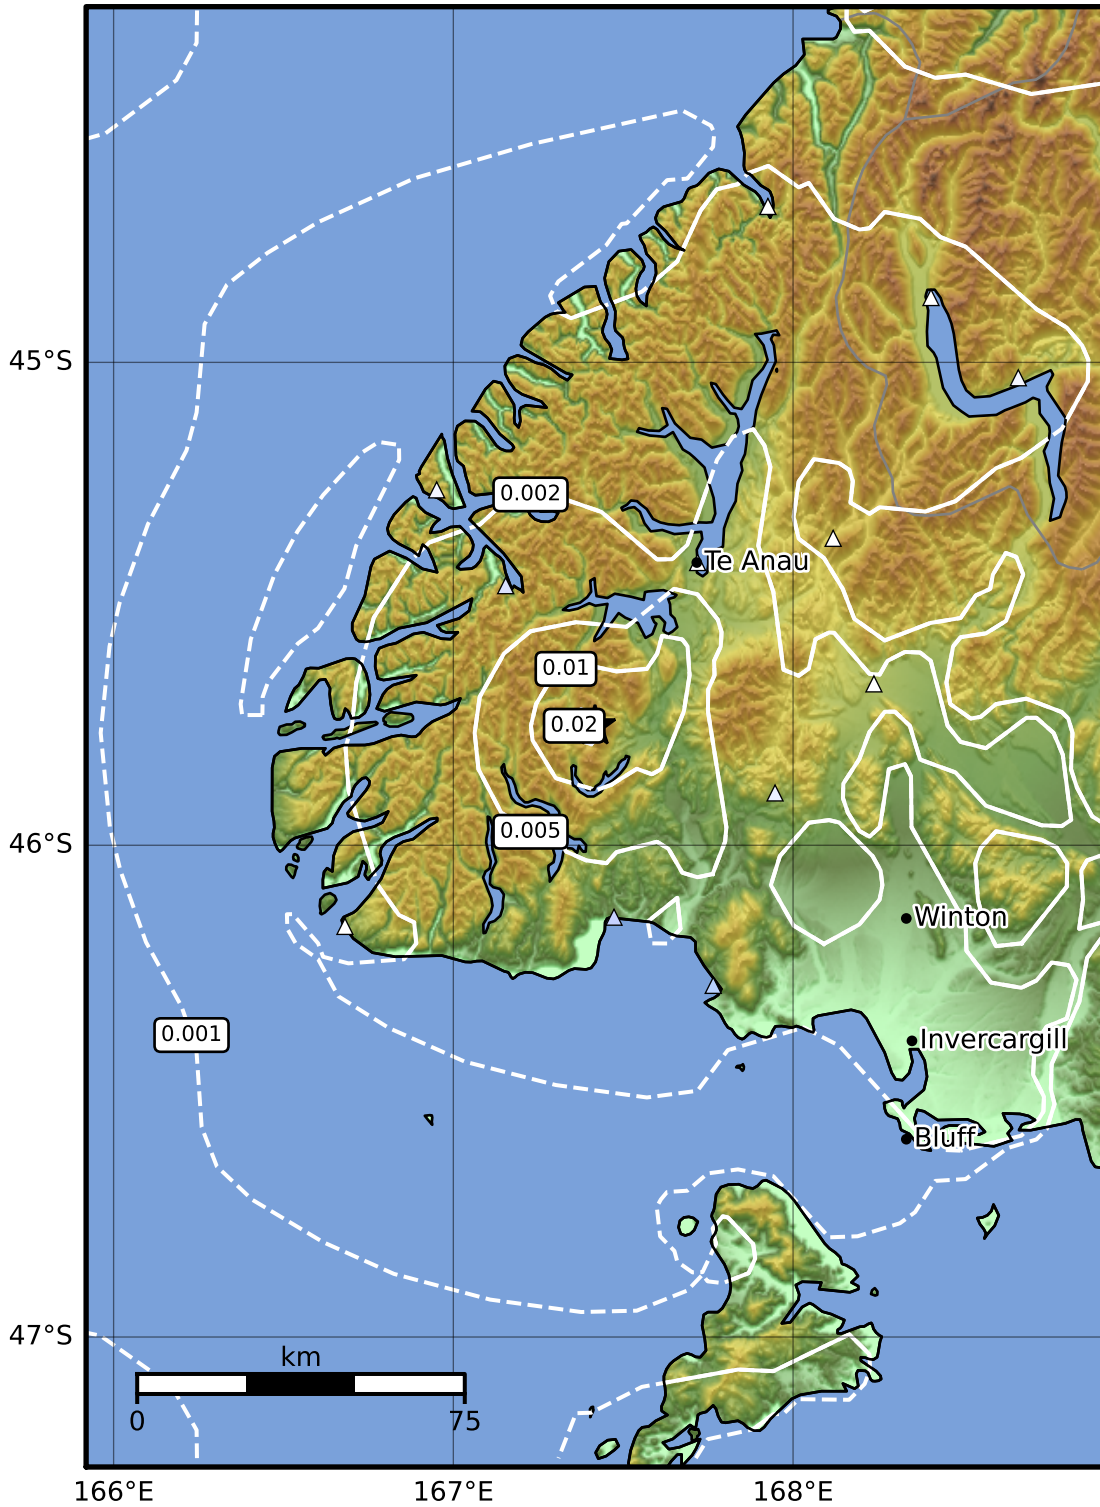 45°S
0.002
Te Anau
0.01
0.02
0.005
46°S
Winton
0.001
Invercargill
Bluff
47°S
km
0 75
166°E 167°E 168°E